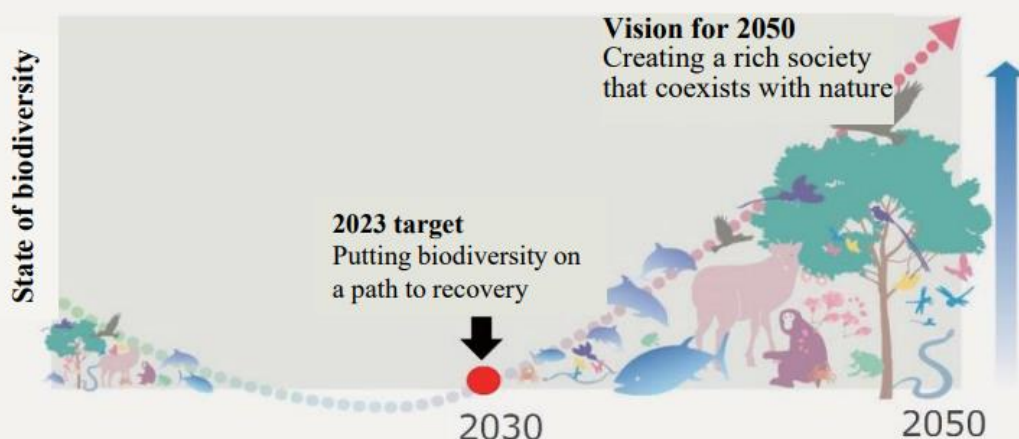 State of biodiversity
Vision for 2050
Creating a rich society
that coexists with nature
2023 target
Putting biodiversity on
a path to recovery
2030
2050